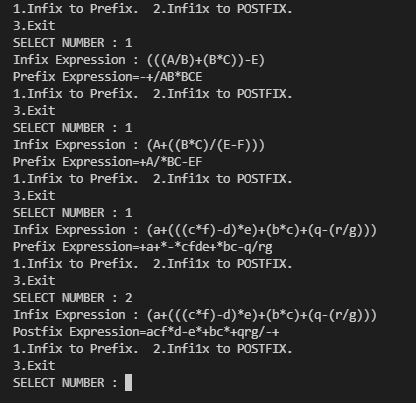 1.Infix to Prefix.  2.Infi1x to POSTFIX.
3.Exit
SELECT NUMBER : 1
Infix Expression : (((A/B)+(B*C))-E)
Prefix Expression=-+/AB*BCE
1.Infix to Prefix.  2.Infi1x to POSTFIX.
3.Exit
SELECT NUMBER : 1
Infix Expression : (A+((B*C)/(E-F)))
Prefix Expression=+A/*BC-EF
1.Infix to Prefix.  2.Infi1x to POSTFIX.
3.Exit
SELECT NUMBER : 1
Infix Expression : (a+(((c*f)-d)*e)+(b*c)+(q-(r/g)))
Prefix Expression=+a+*-*cfde+*bc-q/rg
1.Infix to Prefix.  2.Infi1x to POSTFIX.
3.Exit
SELECT NUMBER : 2
Infix Expression : (a+(((c*f)-d)*e)+(b*c)+(q-(r/g)))
Postfix Expression=acf*d-e*+bc*+qrg/-+
1.Infix to Prefix.  2.Infi1x to POSTFIX.
3.Exit
SELECT NUMBER :